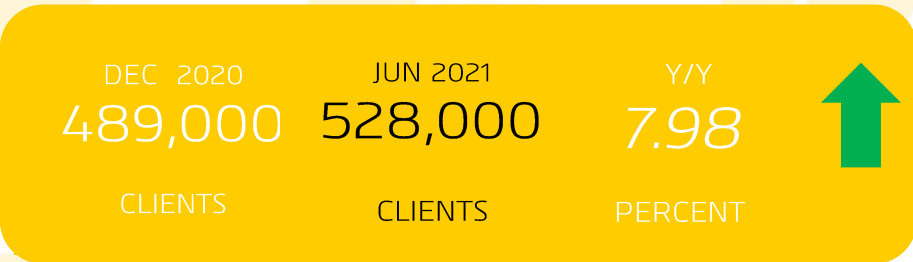 DEC 2020
489,000
CLIENTS
JUN 2021
528,000
CLIENTS
Y/Y
7.98
PERCENT